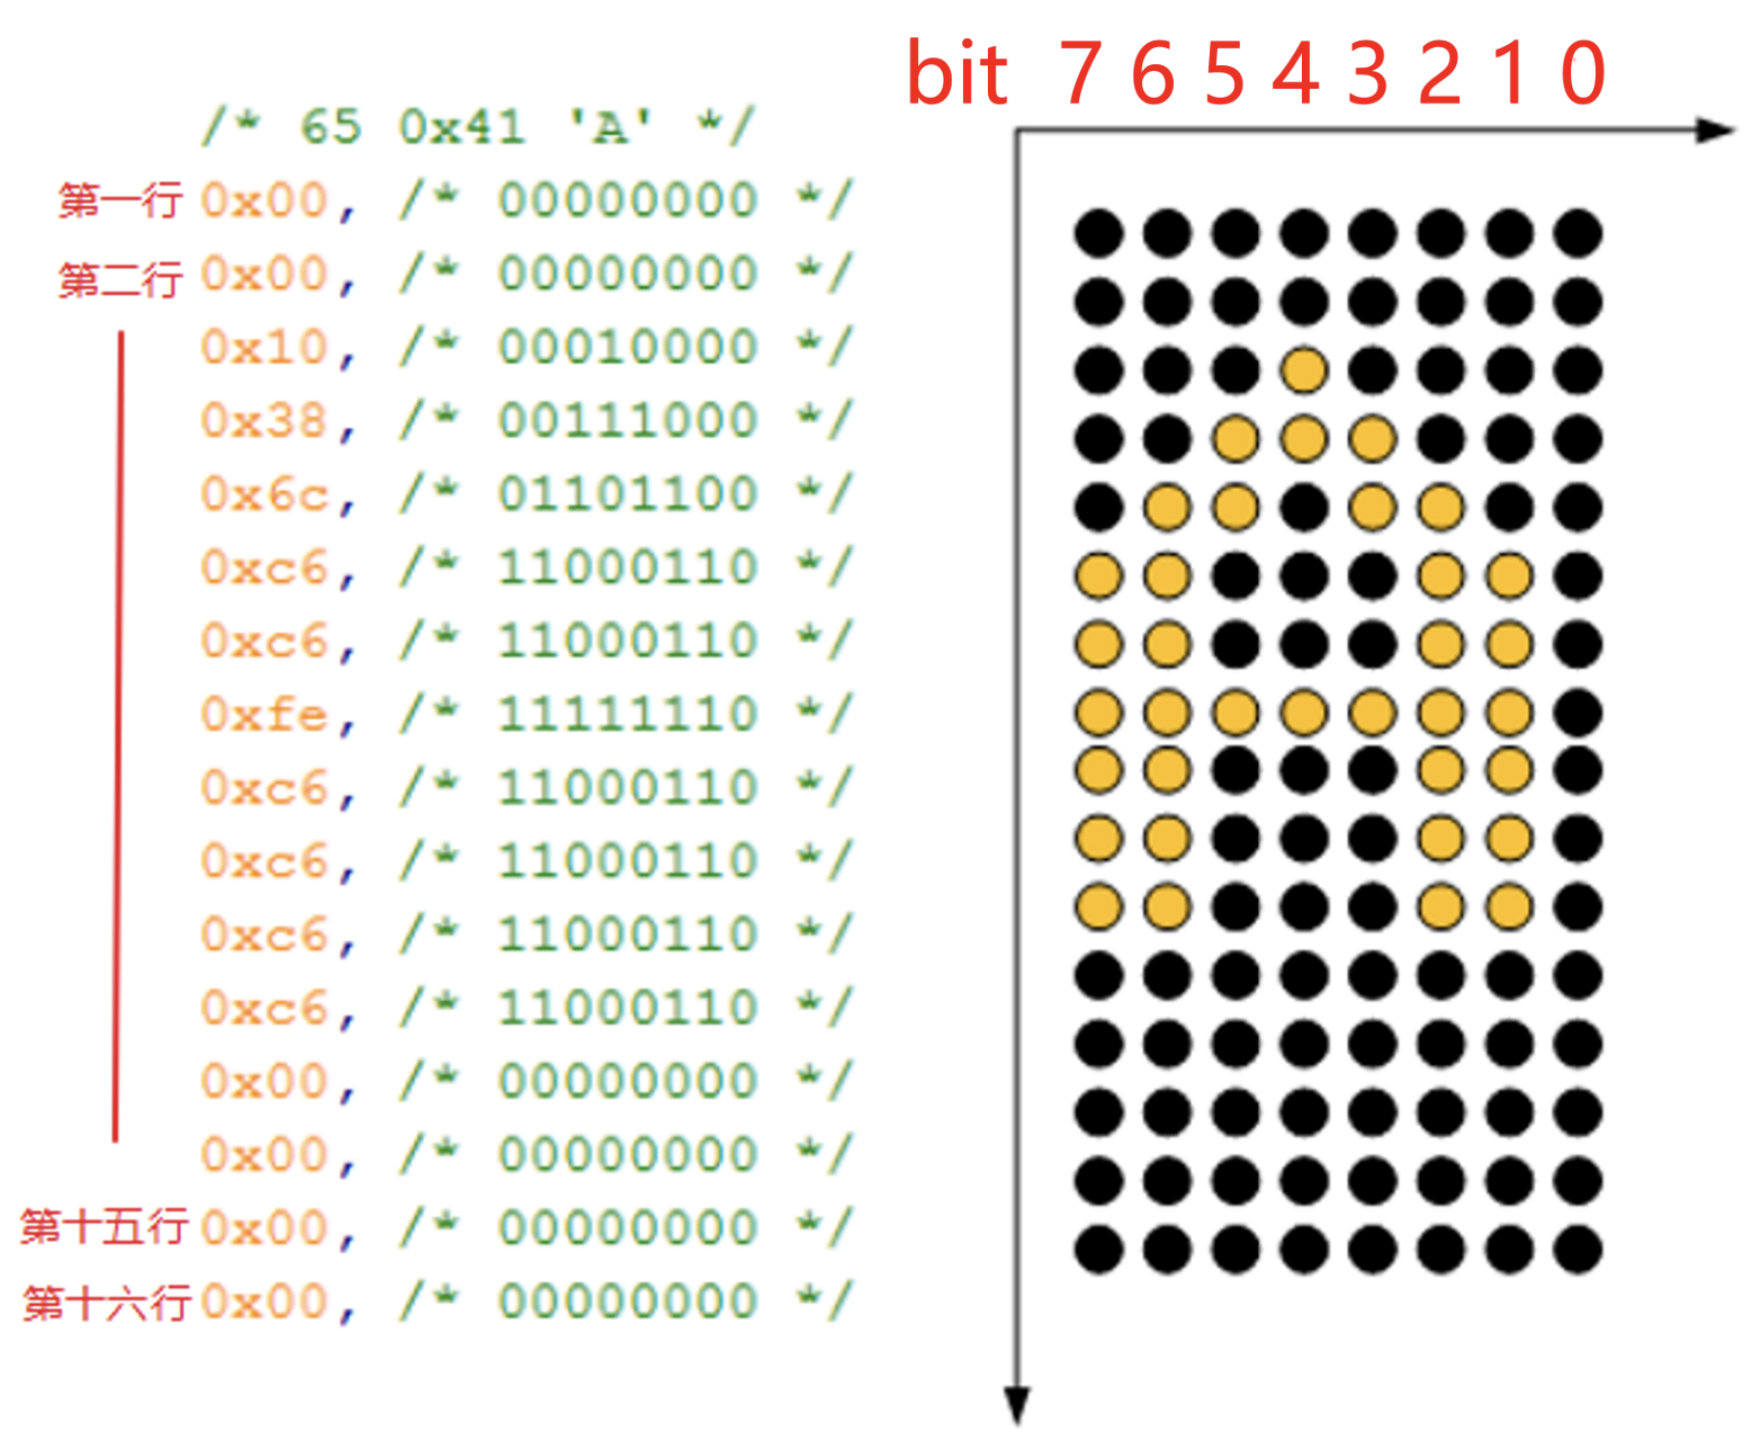 bit 7 6 5 4 3 2 1 0
/* 65 0x41 'A' */
第一行 0x00, /* 00000000 */
第二行 0x00, /* 00000000 */
0x10, /* 00010000 */
0x38, /* 00111000 */
0x6c, /* 01101100 */
0xc6, /* 11000110 */
0xc6, /* 11000110 */
0xfe, /* 11111110 */
0xc6, /* 11000110 */
0xc6, /* 11000110 */
0xc6, /* 11000110 */
0xc6, /* 11000110 */
0x00, /* 00000000 */
0x00, /* 00000000 */
第十五行 0x00, /* 00000000 */
第十六行 0x00, /* 00000000 */